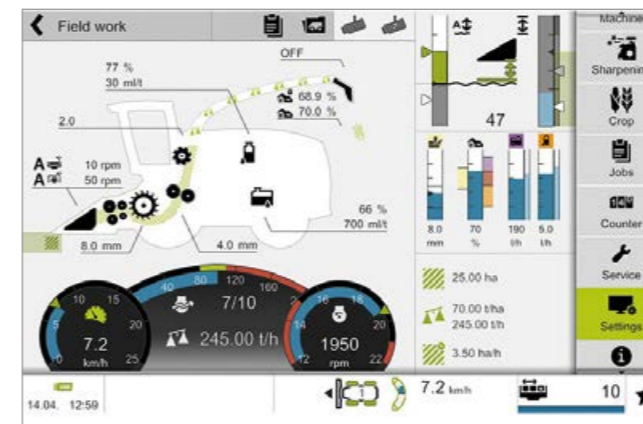 Field work
OFF
77 %
30 ml/t
68.9 %
70.0 %
2.0
A
10 rpm
A
50 rpm
8.0 mm
4.0 mm
66 %
700 ml/t
A
47
8.0
mm
70
%
190
l/h
5.0
l/h
25.00 ha
70.00 t/ha
245.00 t/h
3.50 ha/h
5
10
15
20
25
7.2
km/h
40
80
120
160
7/10
245.00 t/h
12
14
16
18
20
22
1950
rpm
14.04. 12:59
1
7.2 km/h
10
Machine
Crop
Jobs
Counter
Service
Settings